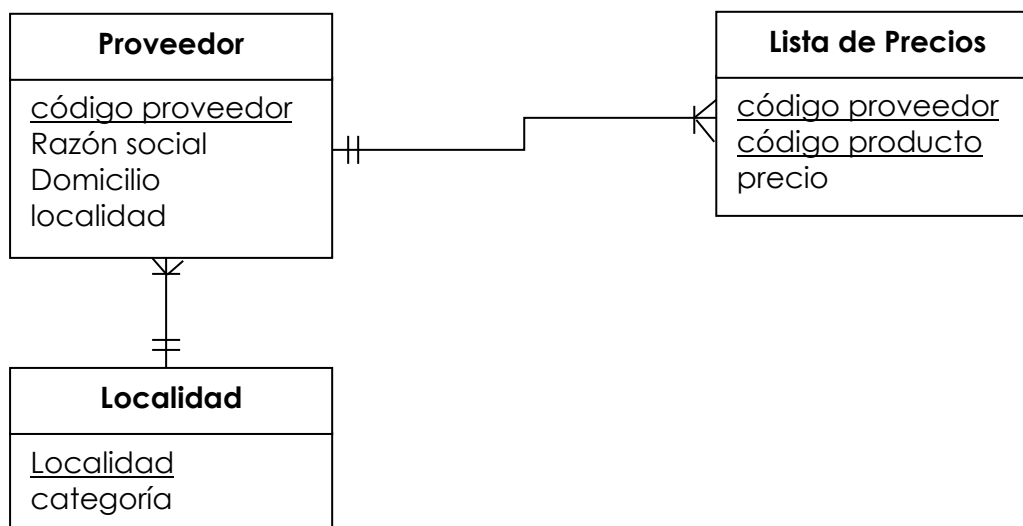 Proveedor
código proveedor
Razón social
Domicilio
localidad
Lista de Precios
código proveedor
código producto
precio
Localidad
Localidad
categoría